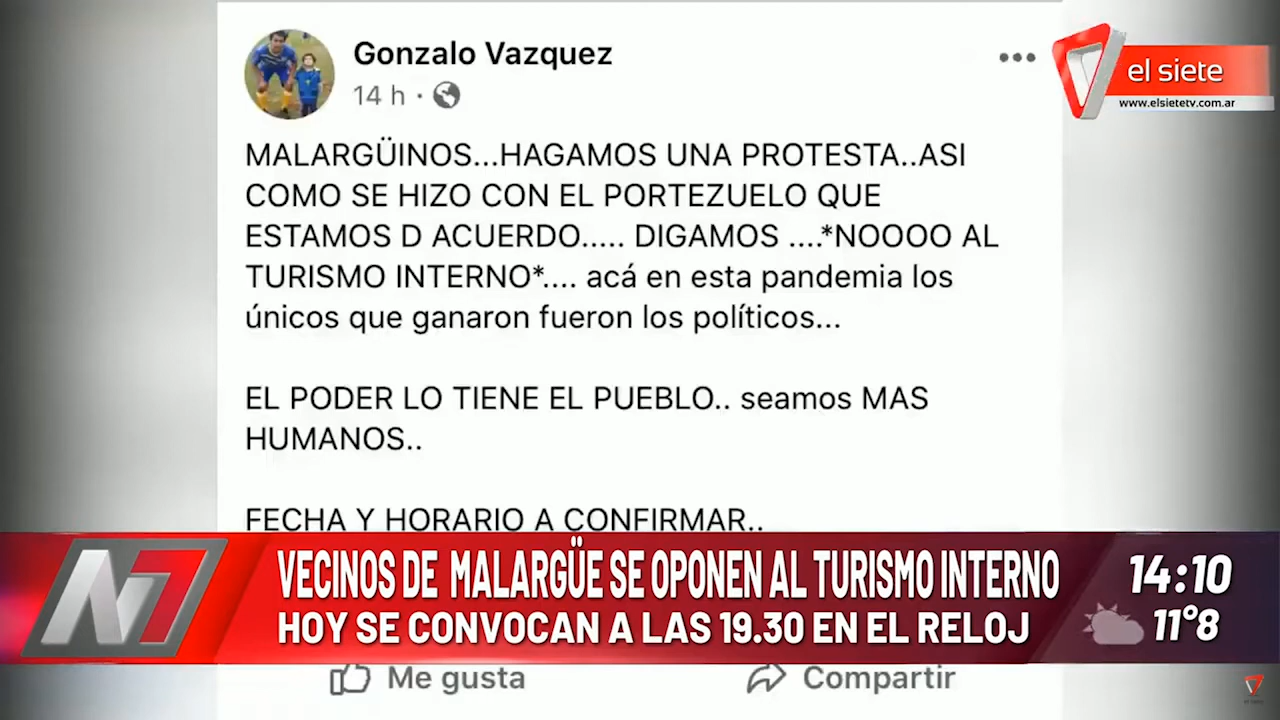 Gonzalo Vazquez
14 h ·
el siete
www.elsietetv.com.ar
MALARGÜINOS...HAGAMOS UNA PROTESTA..ASI
COMO SE HIZO CON EL PORTEZUELO QUE
ESTAMOS D ACUERDO..... DIGAMOS ....*NOOOO AL
TURISMO INTERNO*.... acá en esta pandemia los
únicos que ganaron fueron los políticos...
EL PODER LO TIENE EL PUEBLO.. seamos MAS
HUMANOS..
FECHA Y HORARIO A CONFIRMAR..
N7
VECINOS DE MALARGÜE SE OPONEN AL TURISMO INTERNO
HOY SE CONVOCAN A LAS 19.30 EN EL RELOJ
14:10
11°8
Me gusta
Compartir